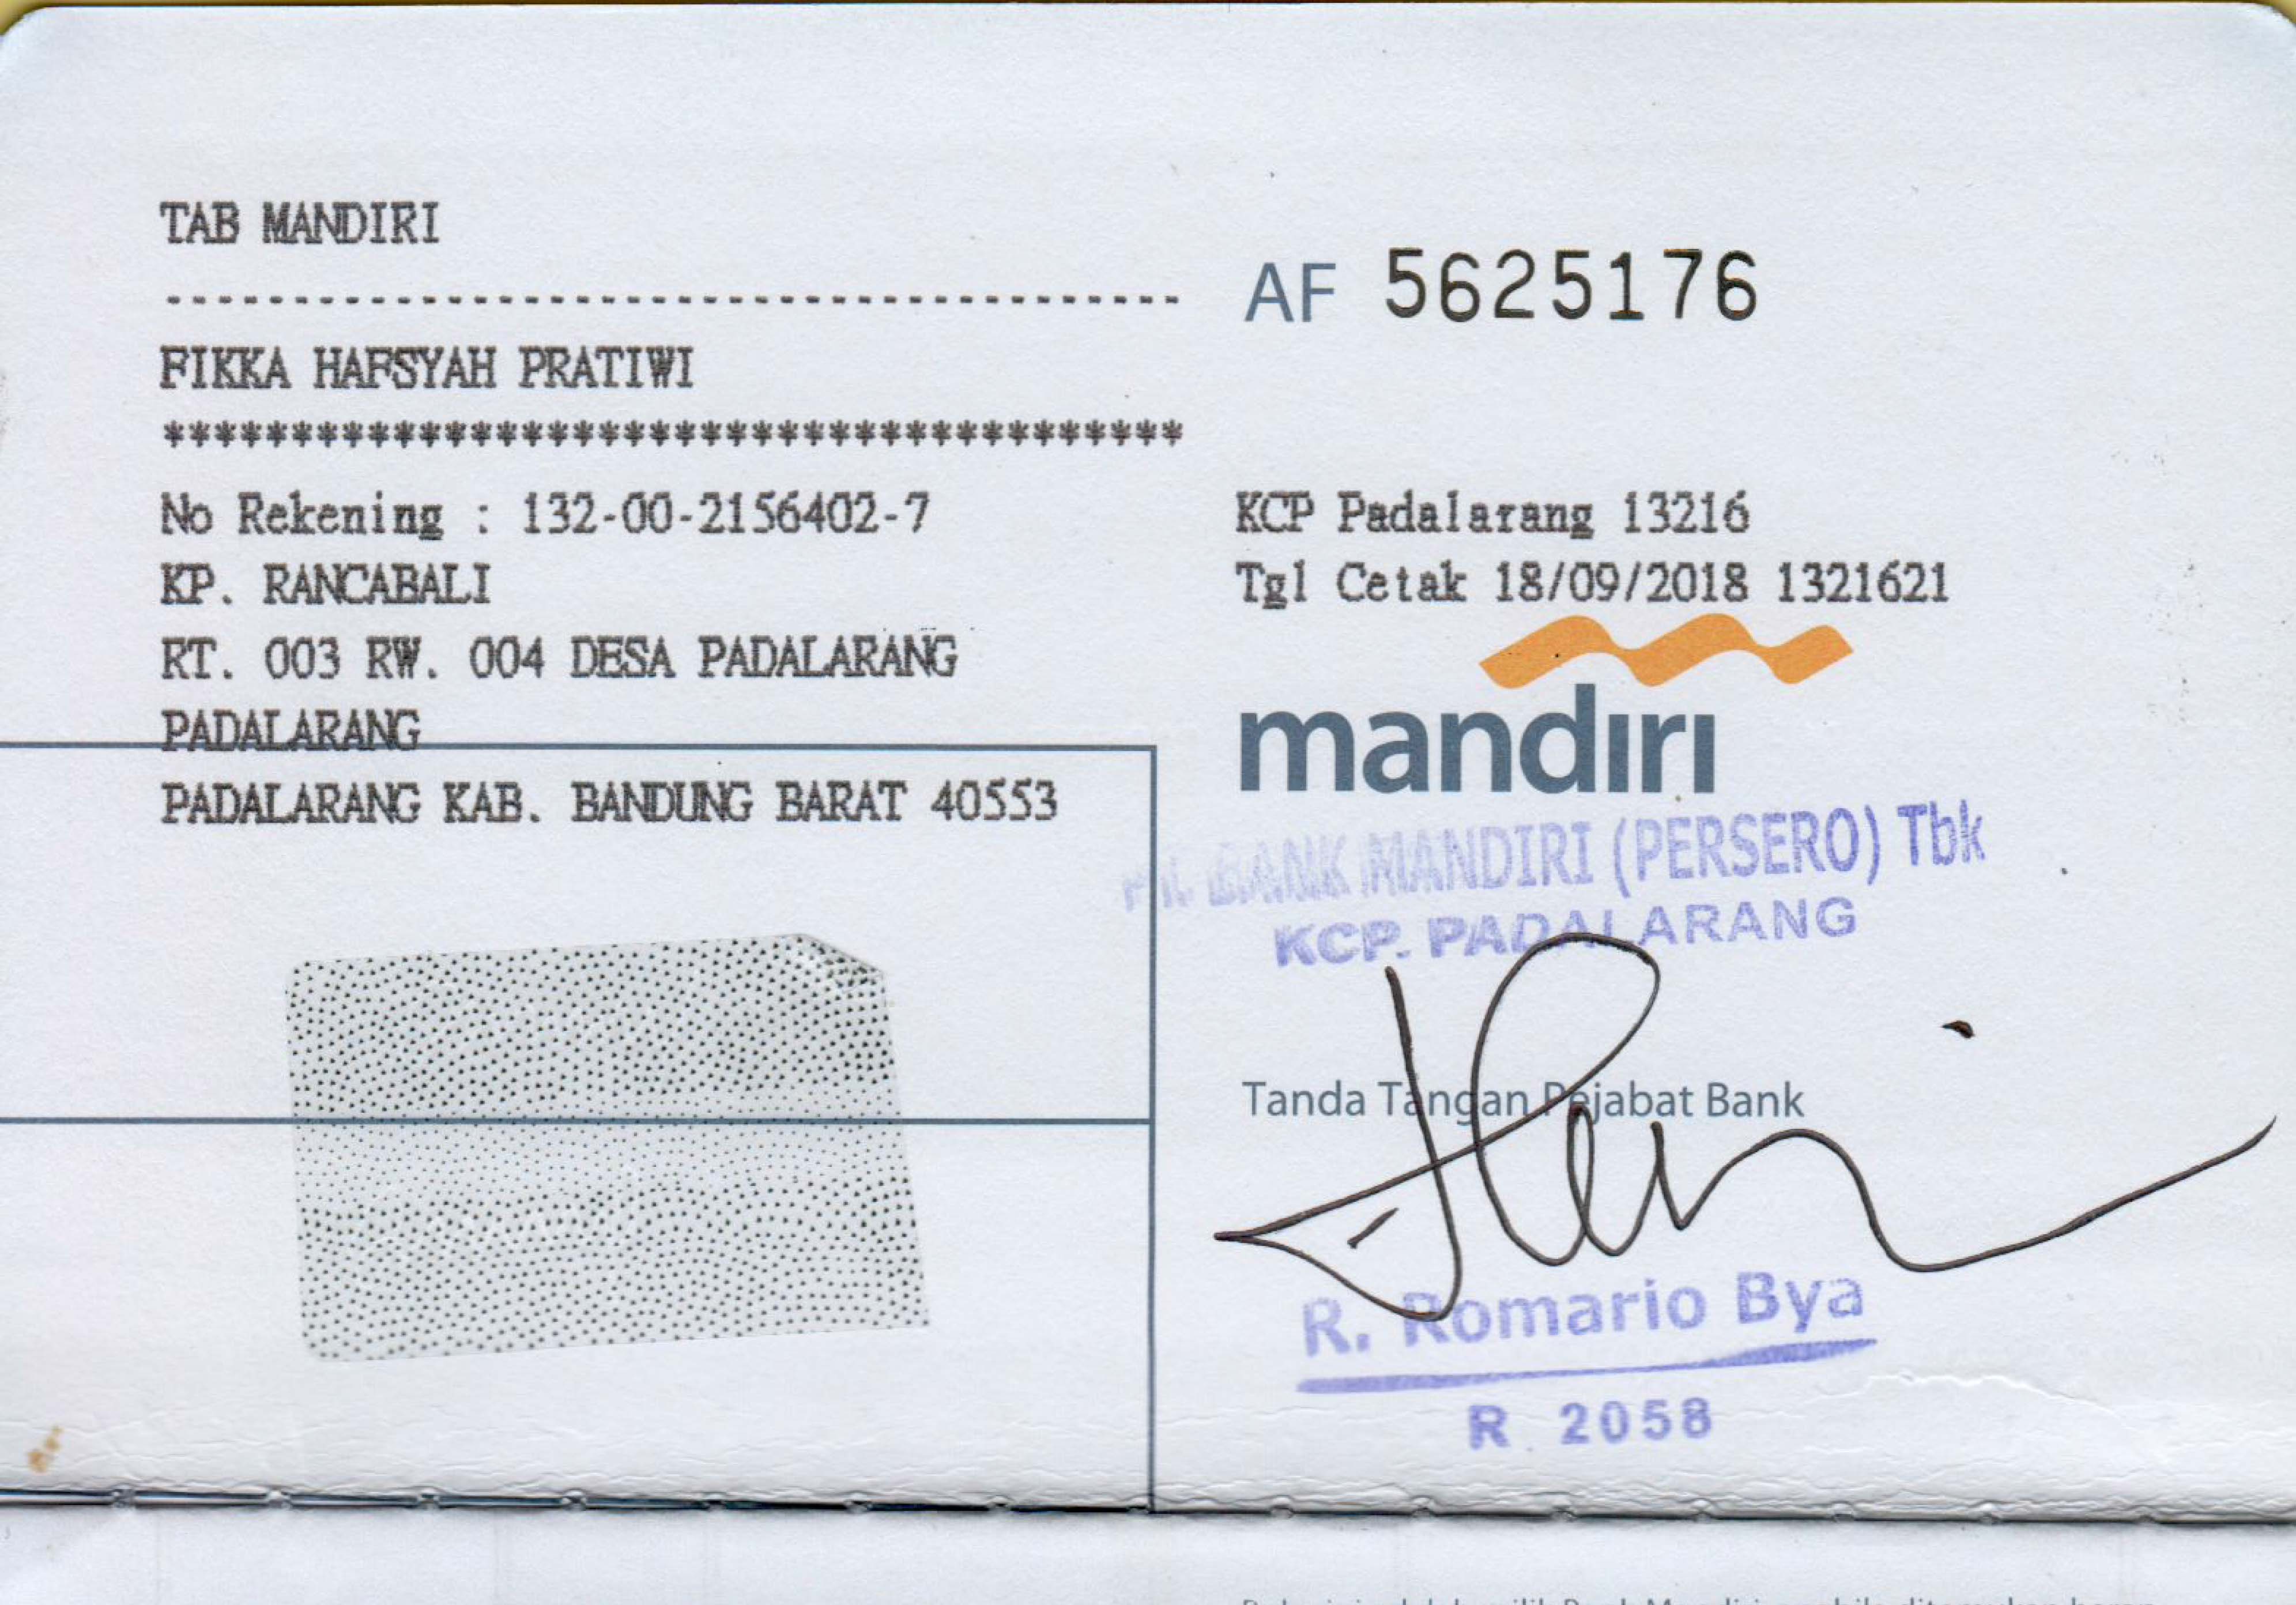 TAB MANDIRI
----------------------------------------
FIKKA HAFSYAH PRATIWI
****************************************
No Rekening : 132-00-2156402-7
KP. RANCABALI
RT. 003 RW. 004 DESA PADALARANG
PADALARANG
PADALARANG KAB. BANDUNG BARAT 40553
AF 5625176
KCP Padalarang 13216
Tgl Cetak 18/09/2018 1321621
mandiri
PT. BANK MANDIRI (PERSERO) Tbk
KCP. PADALARANG
Tanda Tangan Pejabat Bank
R. Romario Bya
R 2058